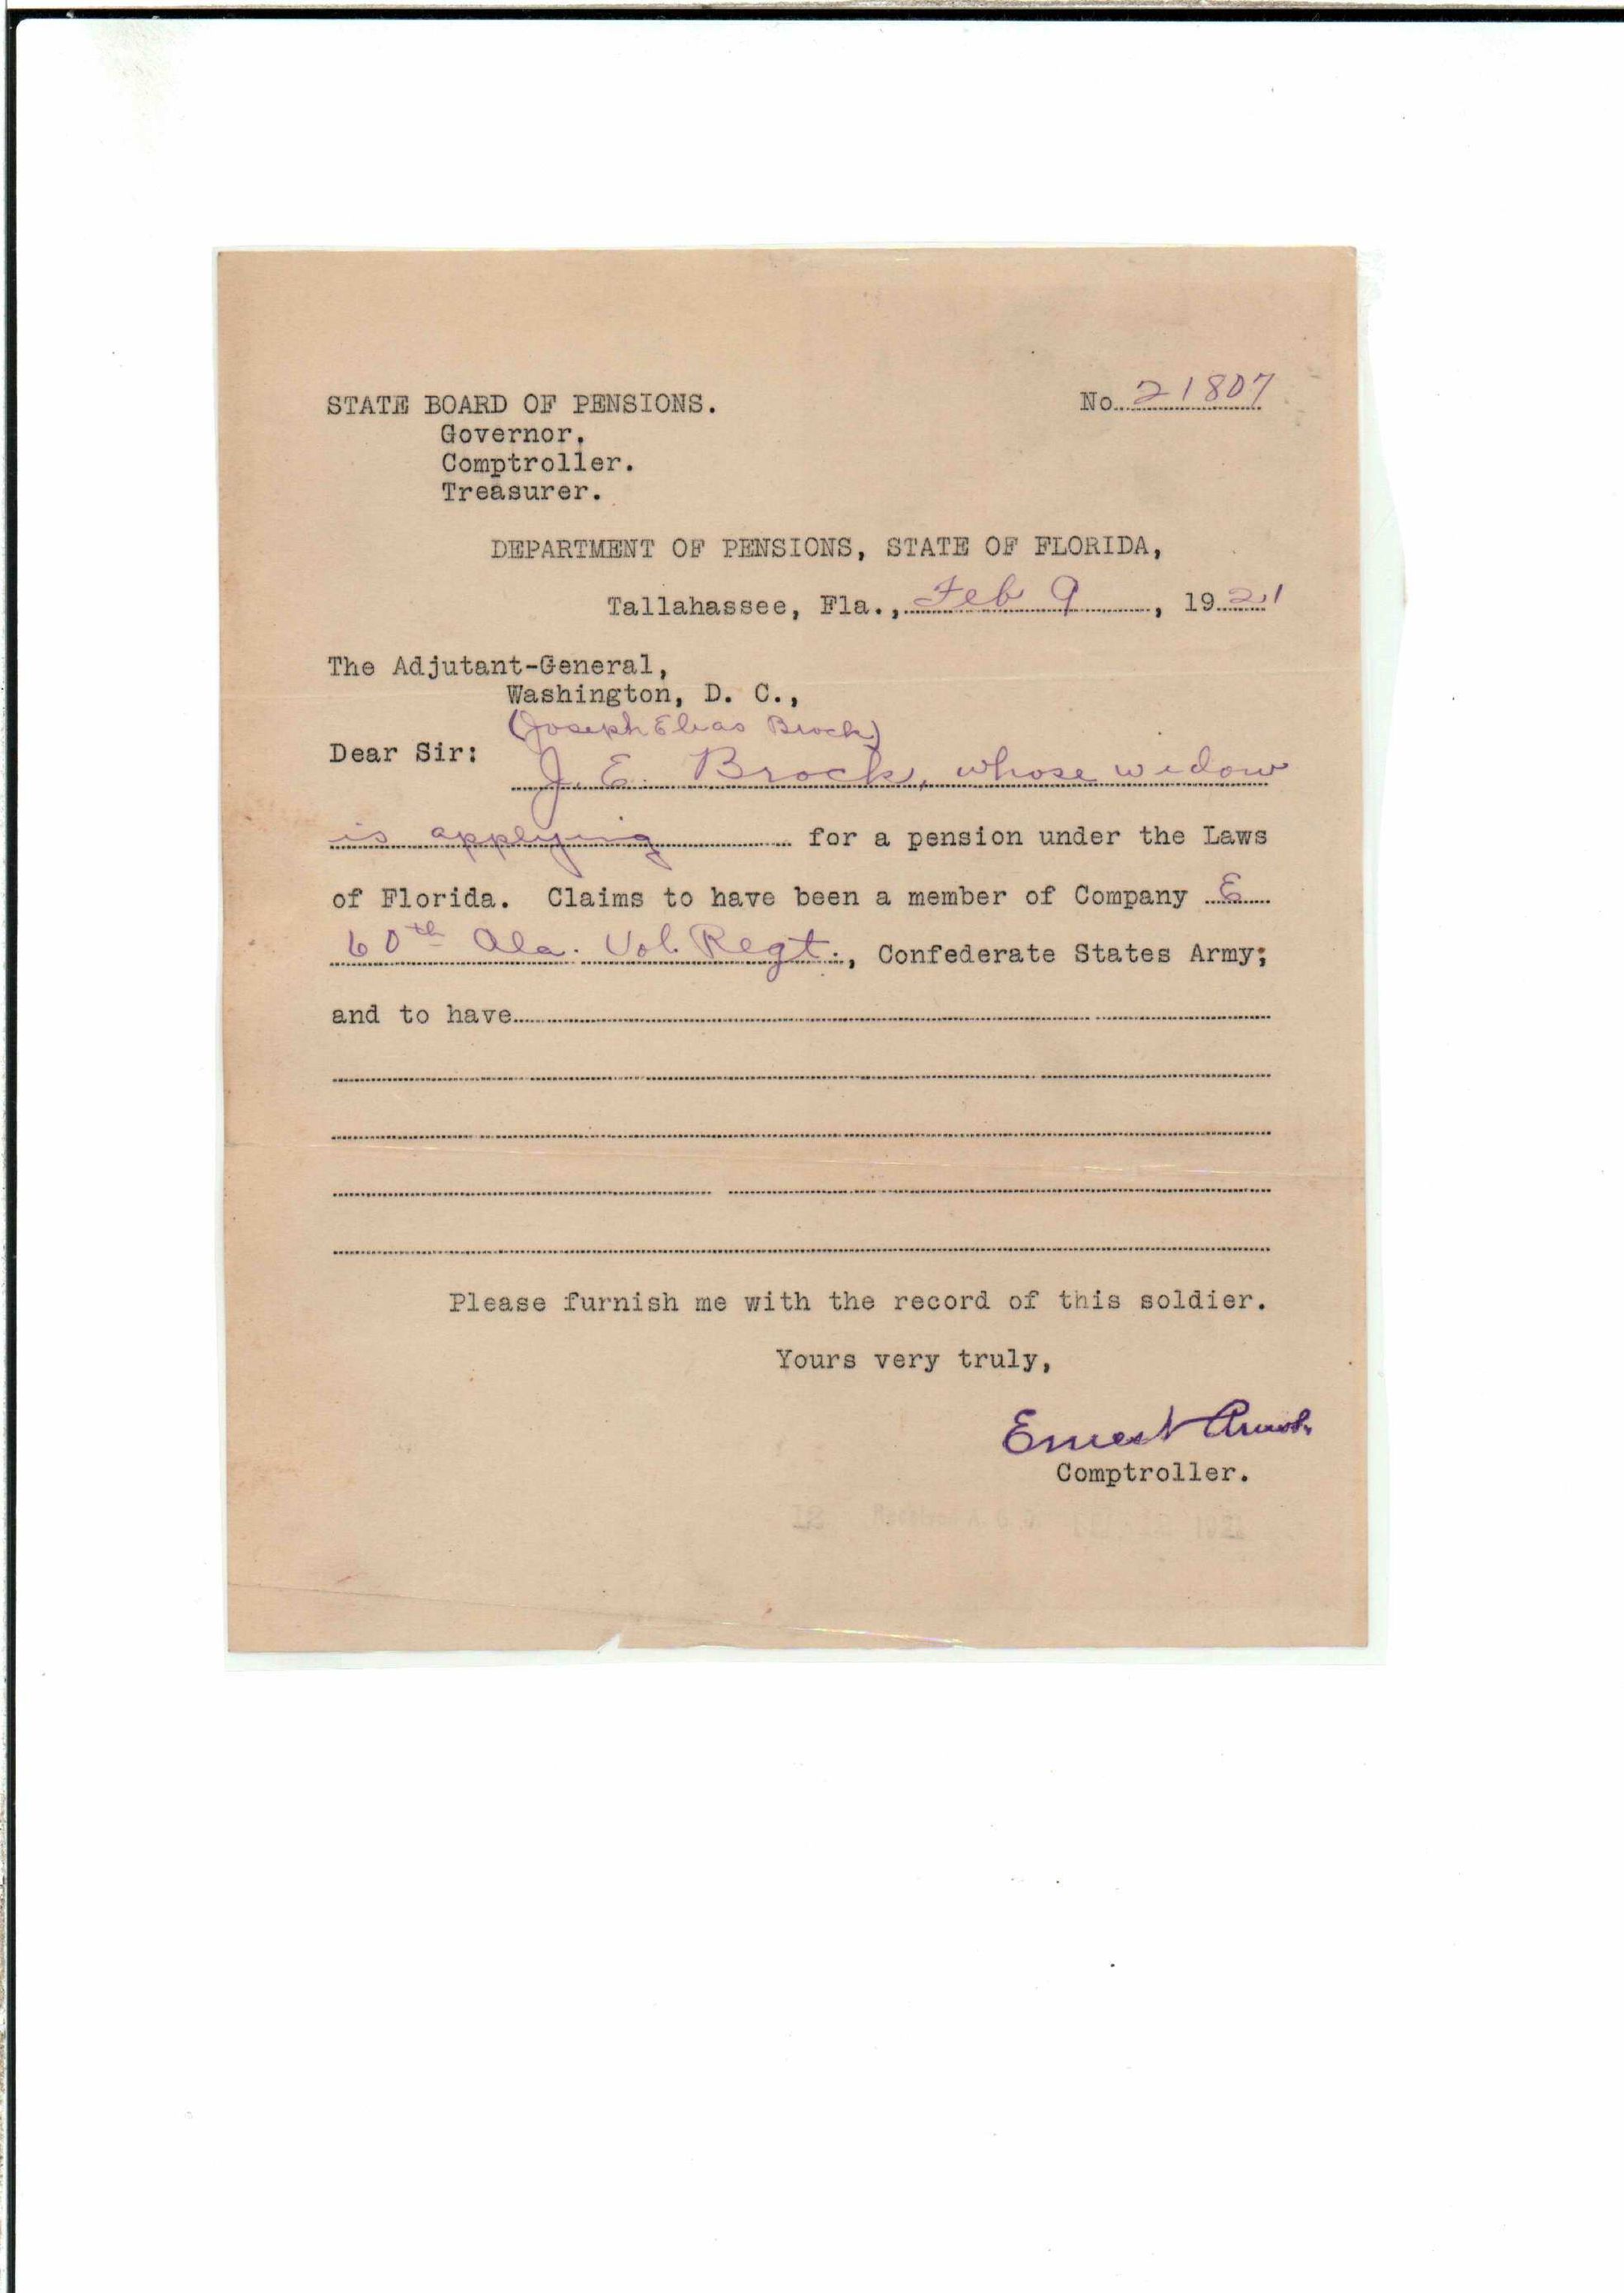 STATE BOARD OF PENSIONS.
No. 21807
Governor.
Comptroller.
Treasurer.
DEPARTMENT OF PENSIONS, STATE OF FLORIDA,
Tallahassee, Fla., Feb 9, 1921
The Adjutant-General,
Washington, D. C.,
(Joseph Elias Brock)
Dear Sir: J. E. Brock, whose widow
is applying for a pension under the Laws
of Florida. Claims to have been a member of Company E
60th Ala. Vol. Regt., Confederate States Army;
and to have
Please furnish me with the record of this soldier.
Yours very truly,
Ernest Amos
Comptroller.
Received A. G. O. 1921